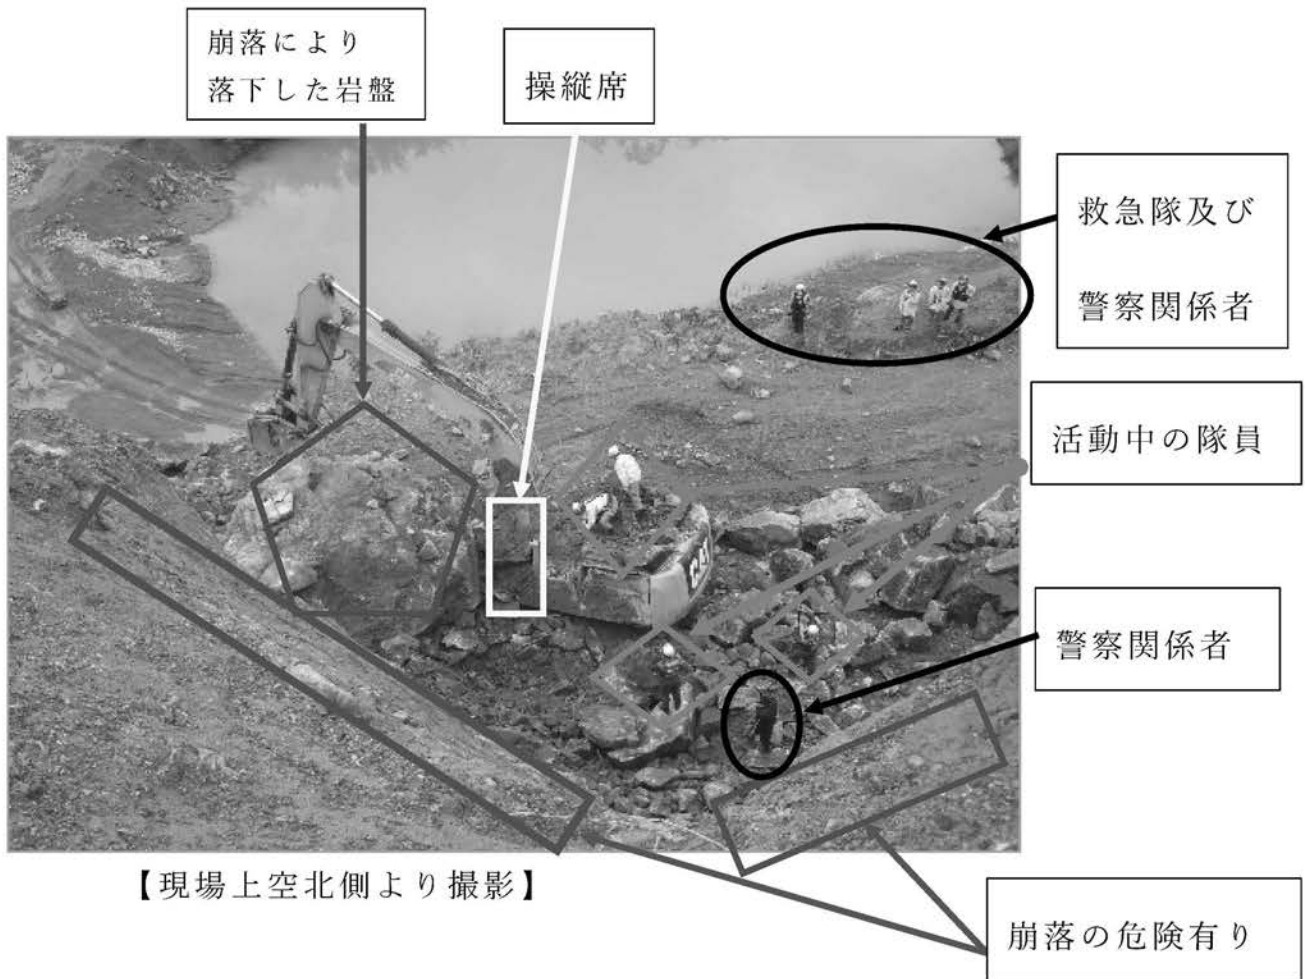 崩落により
落下した岩盤
操縦席
救急隊及び
警察関係者
活動中の隊員
CAT
警察関係者
【現場上空北側より撮影】
崩落の危険有り